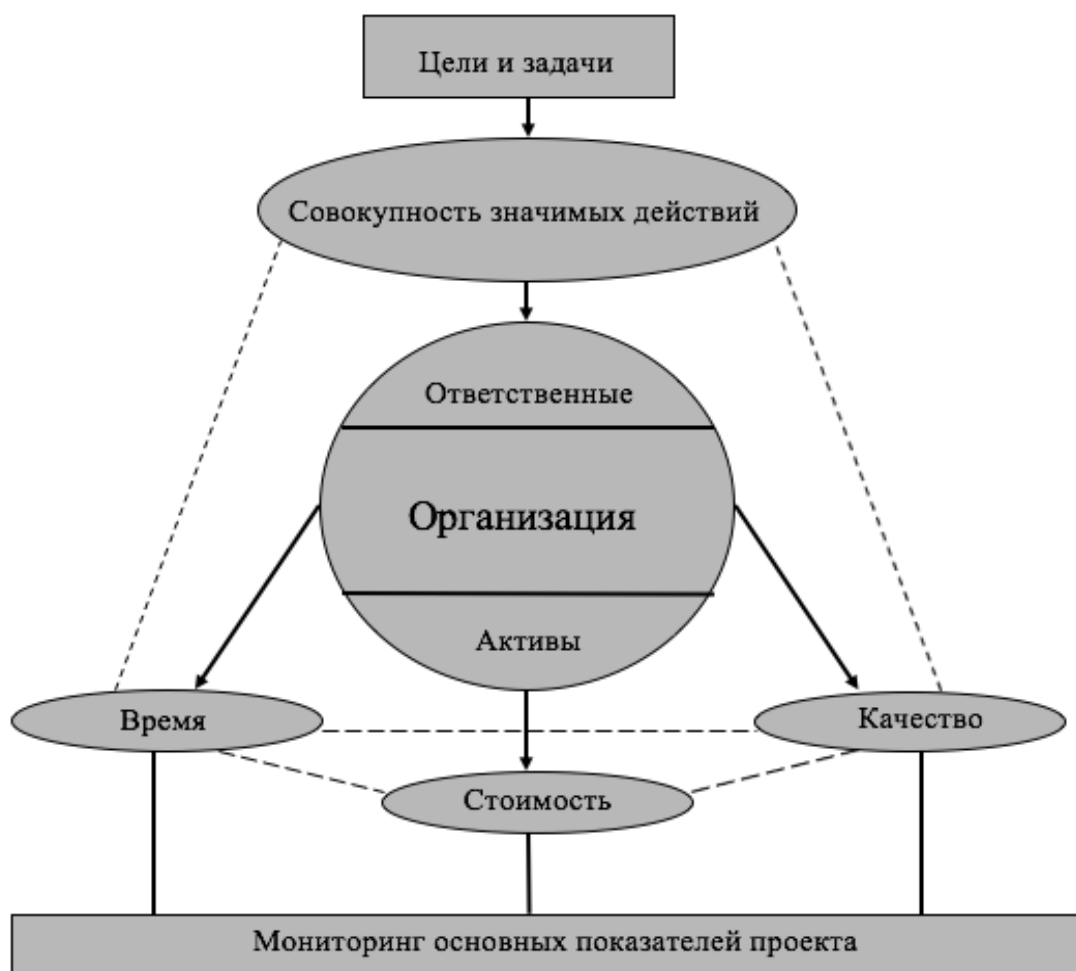 Цели и задачи
Совокупность значимых действий
Ответственные
Организация
Активы
Время
Качество
Стоимость
Мониторинг основных показателей проекта